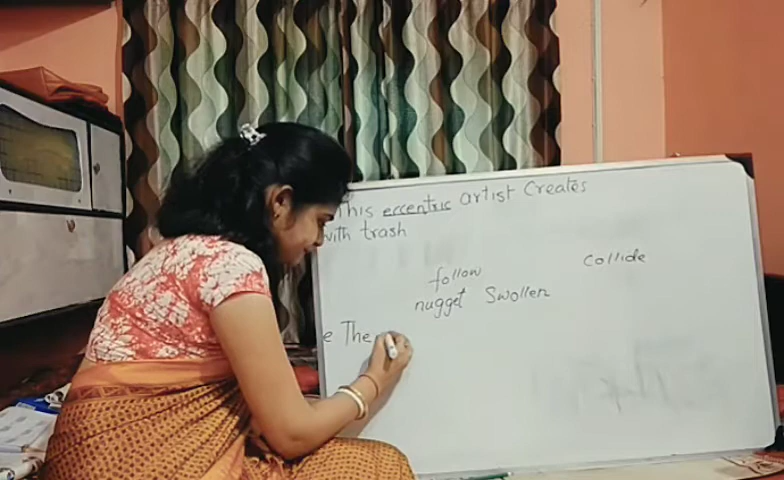 This eccentric artist Creates
with trash
Collide
follow
nugget Swollen
e The